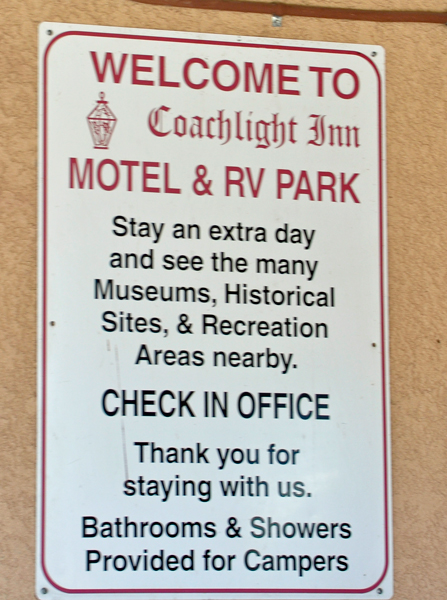 WELCOME TO
Coachlight Inn
MOTEL & RV PARK
Stay an extra day
and see the many
Museums, Historical
Sites, & Recreation
Areas nearby.
CHECK IN OFFICE
Thank you for
staying with us.
Bathrooms & Showers
Provided for Campers